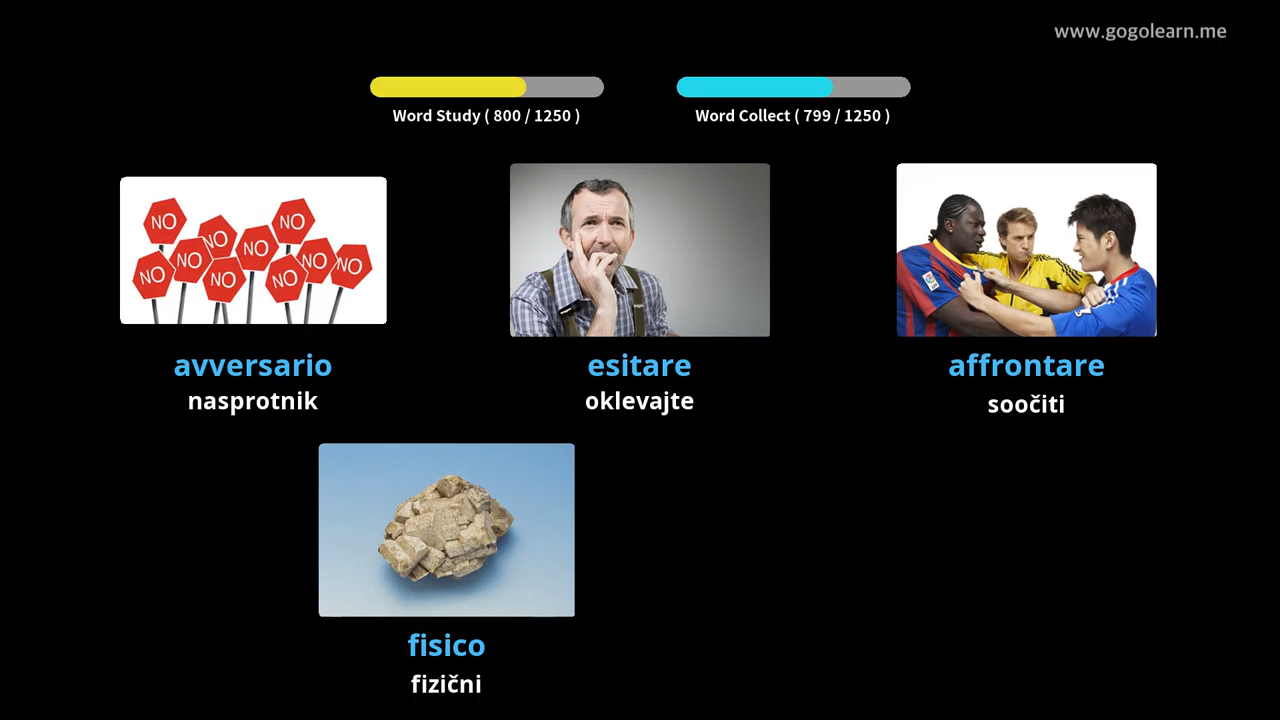 www.gogolearn.me
Word Study ( 800 / 1250 )
Word Collect ( 799 / 1250 )
NO
NO
NO
NO
NO
NO
NO
NO
NO
NO
avversario
nasprotnik
esitare
oklevajte
affrontare
soočiti
fisico
fizični